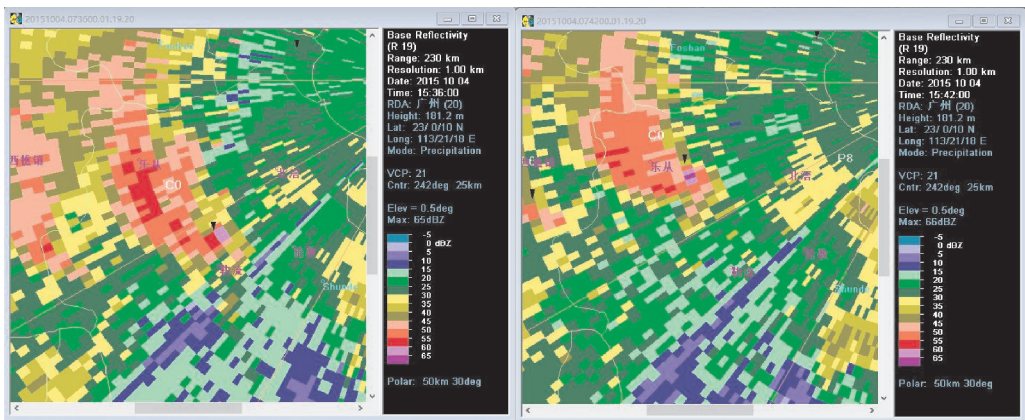 20151004.073600.01.19.20
Base Reflectivity
(R 19)
Range: 230 km
Resolution: 1.00 km
Date: 2015 10 04
Time: 15:36:00
RDA: 广州 (20)
Height: 181.2 m
Lat: 23/ 0/10 N
Long: 113/21/18 E
Mode: Precipitation
VCP: 21
Cntr: 242deg 25km
Elev = 0.5deg
Max: 65dBZ
-5
0 dBZ
5
10
15
20
25
30
35
40
45
50
55
60
65
Polar: 50km 30deg
Foshan
乐从
C0
Shunde
20151004.074200.01.19.20
Base Reflectivity
(R 19)
Range: 230 km
Resolution: 1.00 km
Date: 2015 10 04
Time: 15:42:00
RDA: 广州 (20)
Height: 181.2 m
Lat: 23/ 0/10 N
Long: 113/21/18 E
Mode: Precipitation
VCP: 21
Cntr: 242deg 25km
Elev = 0.5deg
Max: 66dBZ
-5
0 dBZ
5
10
15
20
25
30
35
40
45
50
55
60
65
Polar: 50km 30deg
Foshan
C0
乐从
P8
北滘
Shunde